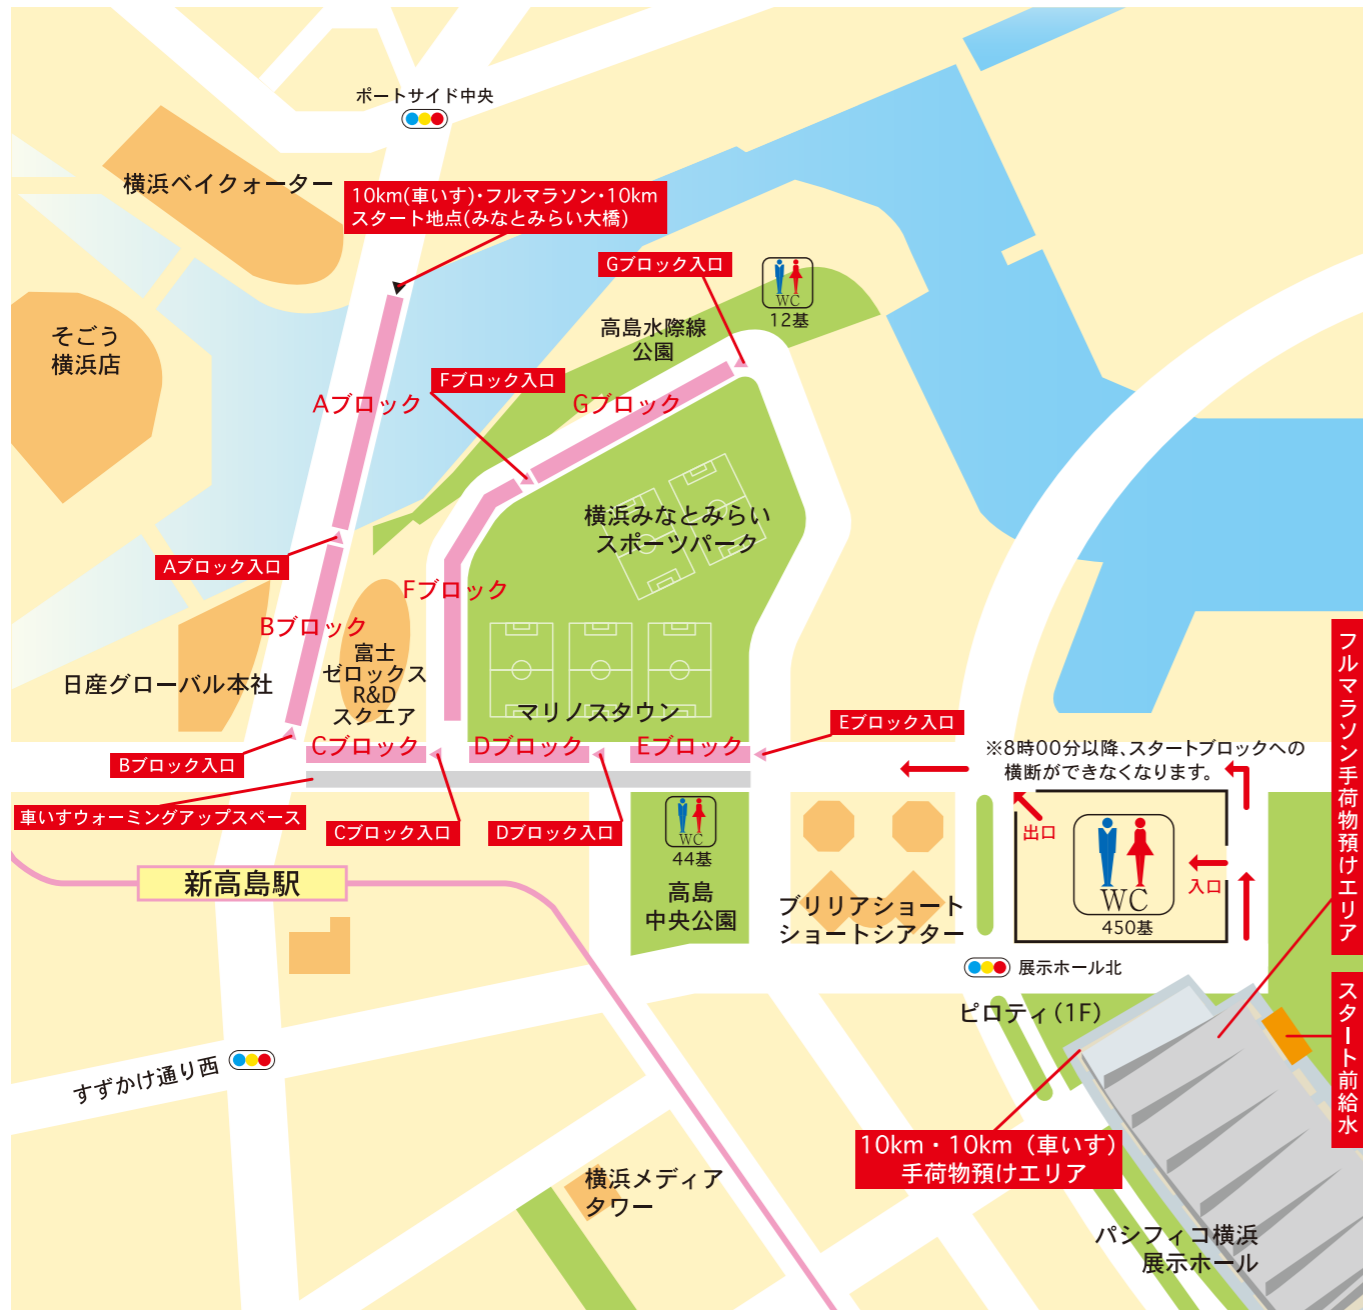 ポートサイド中央
横浜ベイクォーター
10km(車いす)・フルマラソン・10km
スタート地点(みなとみらい大橋)
Gブロック入口
WC
12基
高島水際線
公園
そごう
横浜店
Fブロック入口
Aブロック
Gブロック
横浜みなとみらい
スポーツパーク
Aブロック入口
Fブロック
Bブロック
富士
ゼロックス
R&D
スクエア
日産グローバル本社
マリノスタウン
Eブロック入口
Cブロック
Dブロック
Eブロック
※8時00分以降、スタートブロックへの
横断ができなくなります。
Bブロック入口
車いすウォーミングアップスペース
Cブロック入口
Dブロック入口
WC
44基
高島
中央公園
出口
入口
WC
450基
フルマラソン手荷物預けエリア
新高島駅
ブリリアショート
ショートシアター
展示ホール北
ピロティ(1F)
スタート前給水
すずかけ通り西
10km・10km(車いす)
手荷物預けエリア
横浜メディア
タワー
パシフィコ横浜
展示ホール